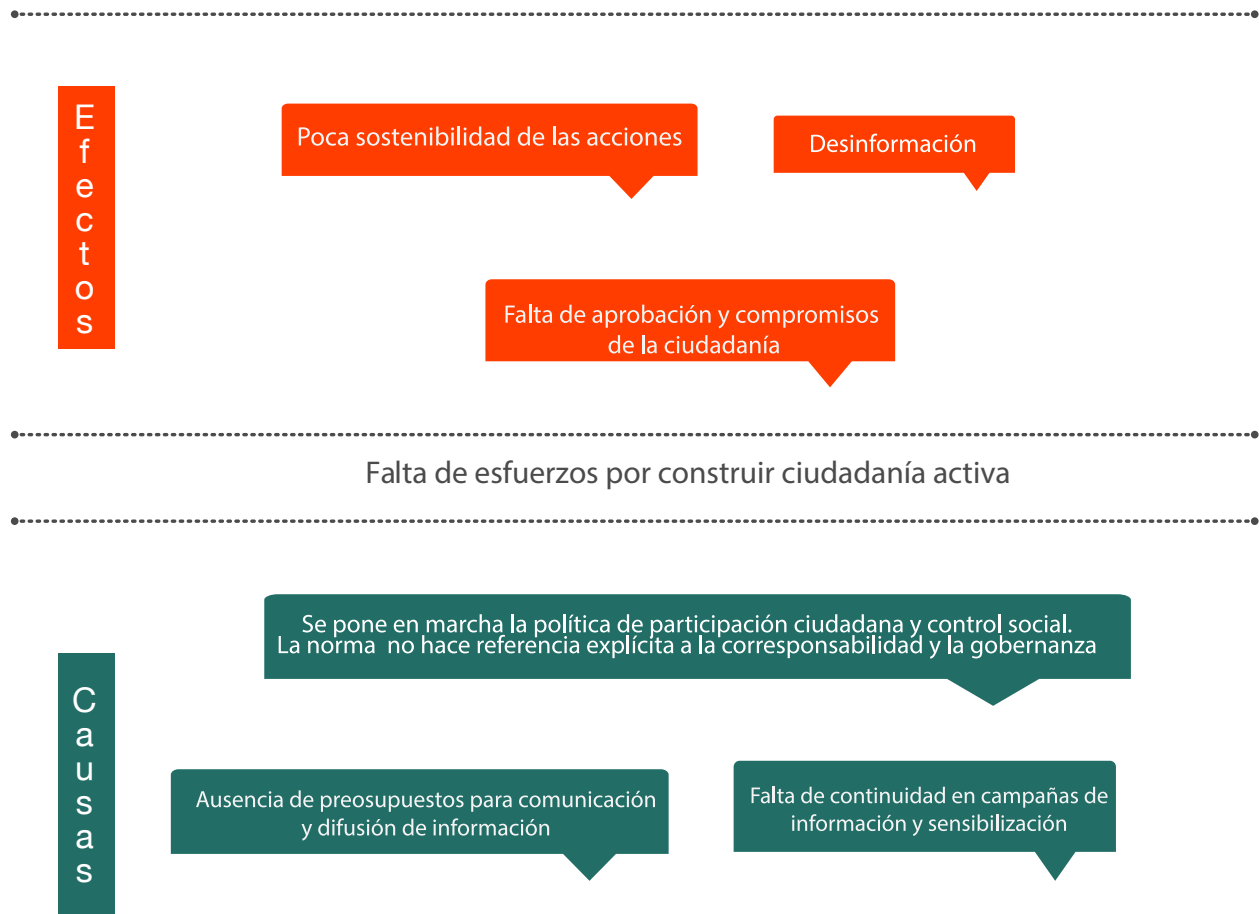 Efectos
Poca sostenibilidad de las acciones
Desinformación
Falta de aprobación y compromisos
de la ciudadanía
Falta de esfuerzos por construir ciudadanía activa
Causas
Se pone en marcha la política de participación ciudadana y control social.
La norma no hace referencia explícita a la corresponsabilidad y la gobernanza
Ausencia de preosupuestos para comunicación
y difusión de información
Falta de continuidad en campañas de
información y sensibilización